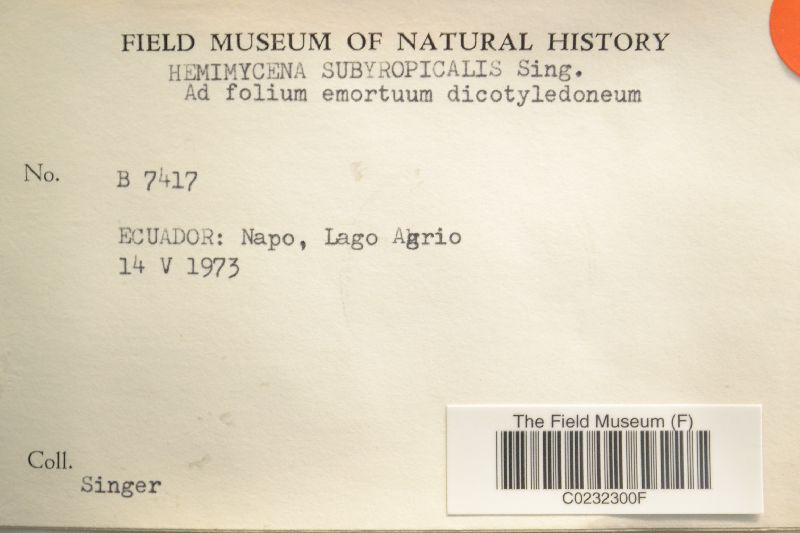 FIELD MUSEUM OF NATURAL HISTORY
HEMIMYCENA SUBYROPICALIS Sing.
Ad folium emortuum dicotyledoneum
No. B 7417
ECUADOR: Napo, Lago Agrio
14 V 1973
Coll.
Singer
The Field Museum (F)
C0232300F